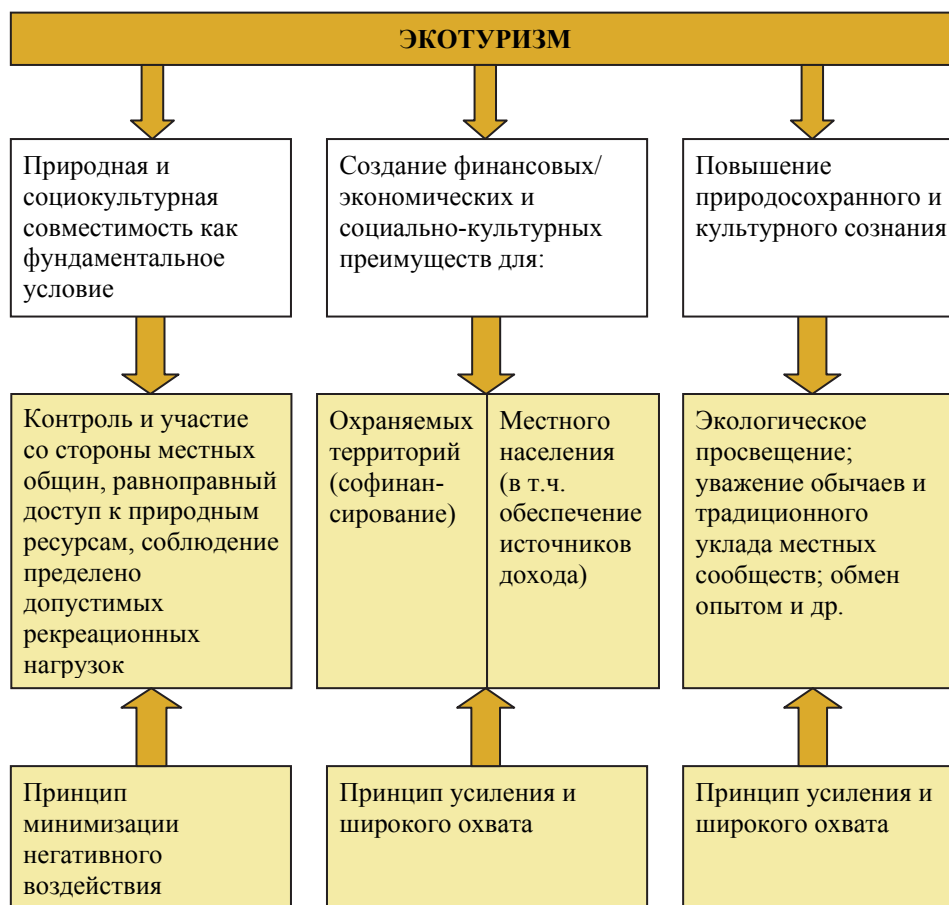 ЭКОТУРИЗМ
Природная и
социокультурная
совместимость как
фундаментальное
условие
Создание финансовых/
экономических и
социально-культурных
преимуществ для:
Повышение
природосохранного и
культурного сознания
Контроль и участие
со стороны местных
общин, равноправный
доступ к природным
ресурсам, соблюдение
пределено
допустимых
рекреационных
нагрузок
Охраняемых
территорий
(софинан-
сирование)
Местного
населения
(в т.ч.
обеспечение
источников
дохода)
Экологическое
просвещение;
уважение обычаев и
традиционного
уклада местных
сообществ; обмен
опытом и др.
Принцип
минимизации
негативного
воздействия
Принцип усиления и
широкого охвата
Принцип усиления и
широкого охвата